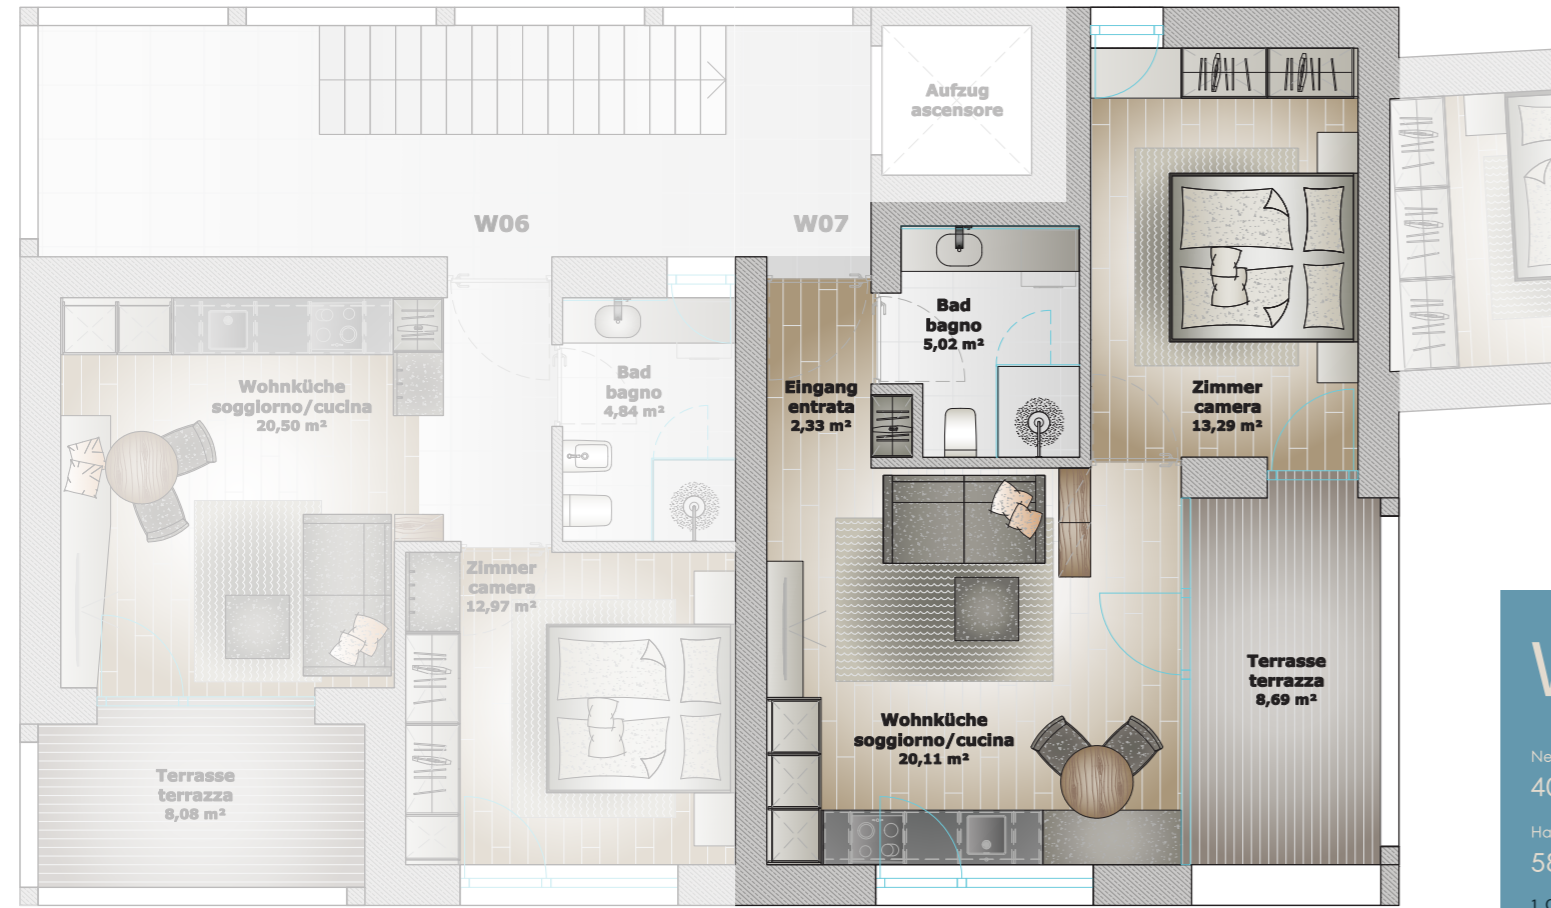 Aufzug
ascensore
W06
W07
Bad
bagno
5,02 m²
Wohnküche
soggiorno/cucina
20,50 m²
Bad
bagno
4,84 m²
Eingang
entrata
2,33 m²
Zimmer
camera
13,29 m²
Zimmer
camera
12,97 m²
Terrasse
terrazza
8,69 m²
Wohnküche
soggiorno/cucina
20,11 m²
Terrasse
terrazza
8,08 m²